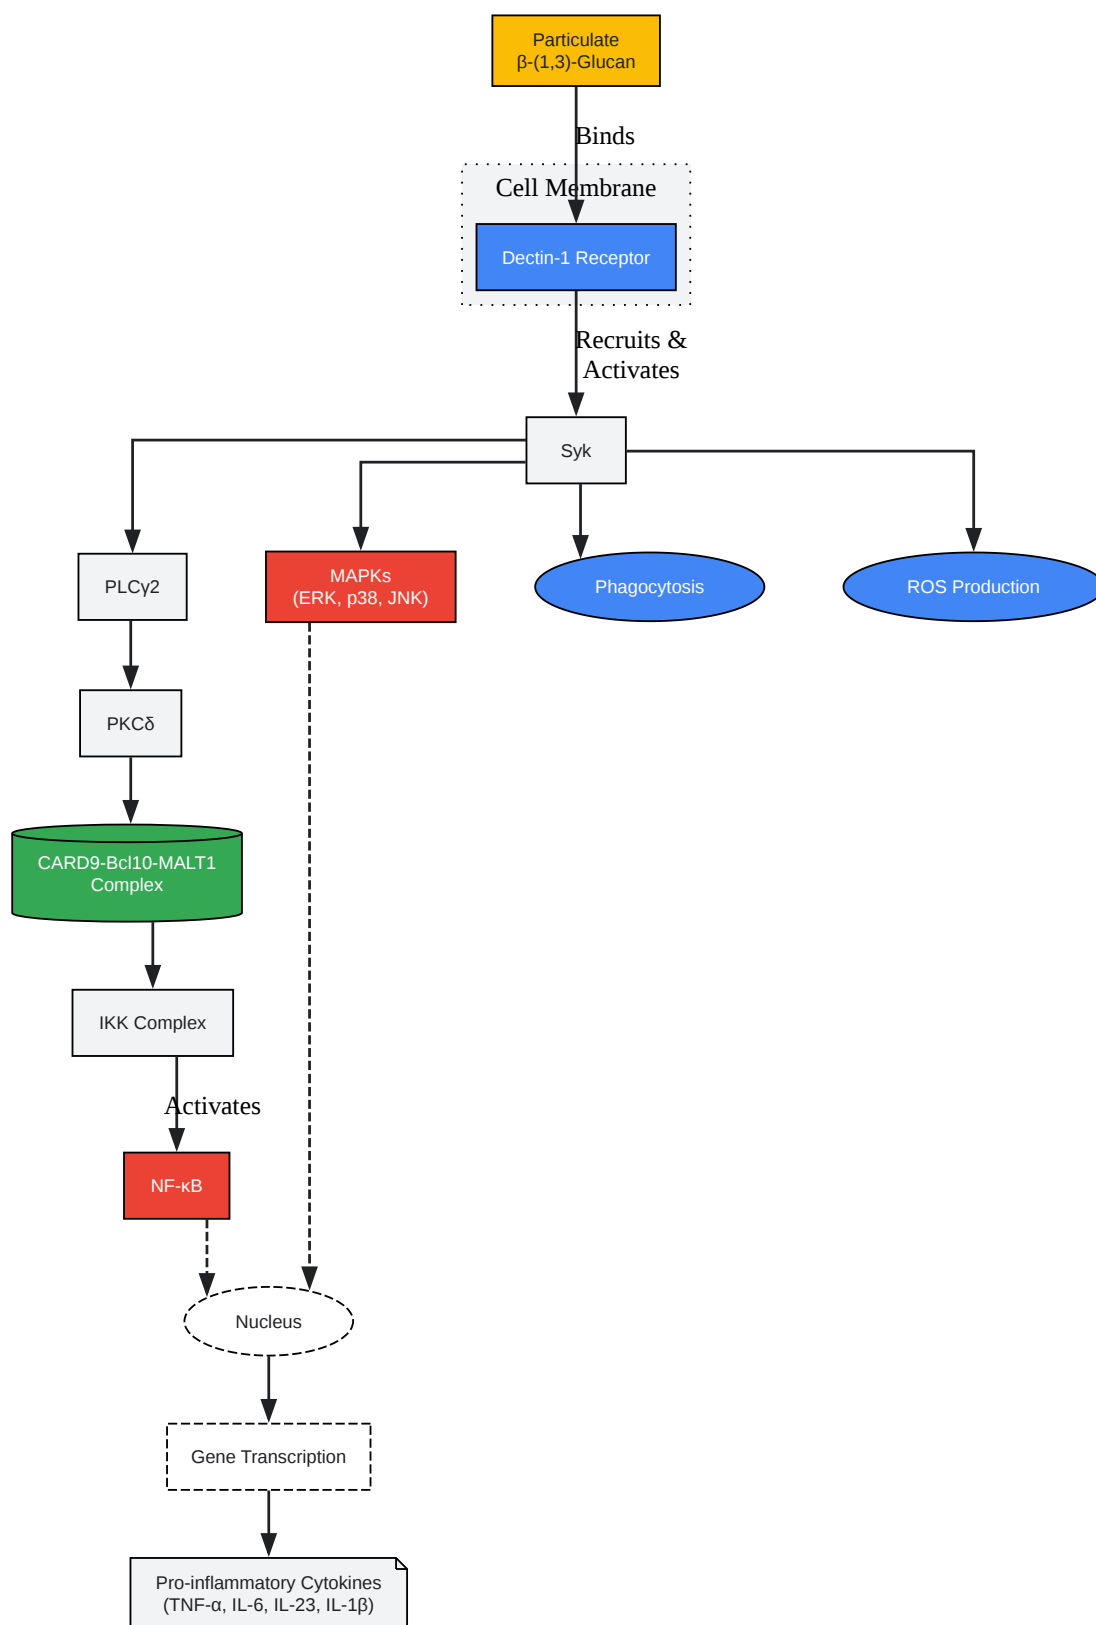 Particulate
β-(1,3)-Glucan
Binds
Cell Membrane
Dectin-1 Receptor
Recruits &
Activates
Syk
PLCγ2
MAPKs
(ERK, p38, JNK)
Phagocytosis
ROS Production
PKCδ
CARD9-Bcl10-MALT1
Complex
IKK Complex
Activates
NF-κB
Nucleus
Gene Transcription
Pro-inflammatory Cytokines
(TNF-α, IL-6, IL-23, IL-1β)